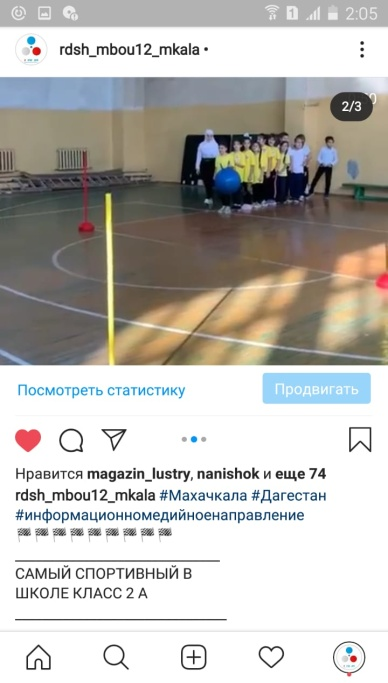 1 2:05
rdsh_mbou12_mkala •
2/3
Посмотреть статистику
Продвигать
Нравится magazin_lustry, nanishok и еще 74
rdsh_mbou12_mkala #Махачкала #Дагестан
#информационномедийноенаправление
САМЫЙ СПОРТИВНЫЙ В
ШКОЛЕ КЛАСС 2 А